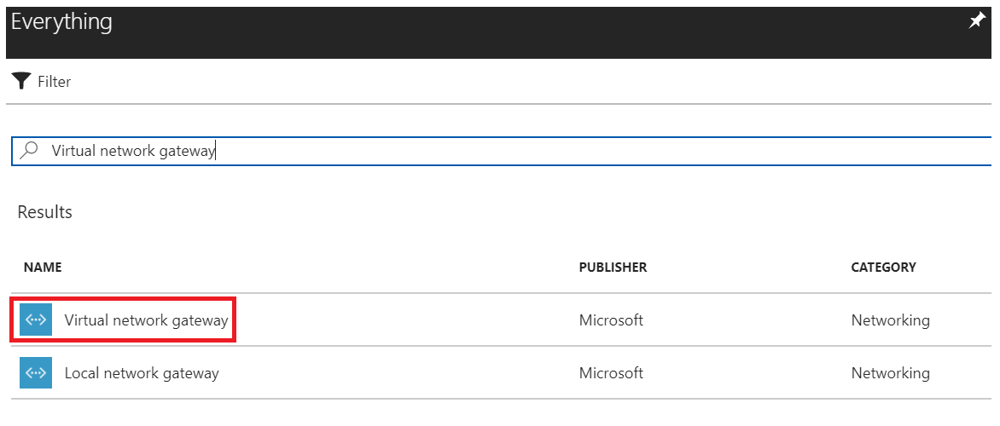 Everything
Filter
Virtual network gateway
Results
NAME PUBLISHER CATEGORY
Virtual network gateway Microsoft Networking
Local network gateway Microsoft Networking